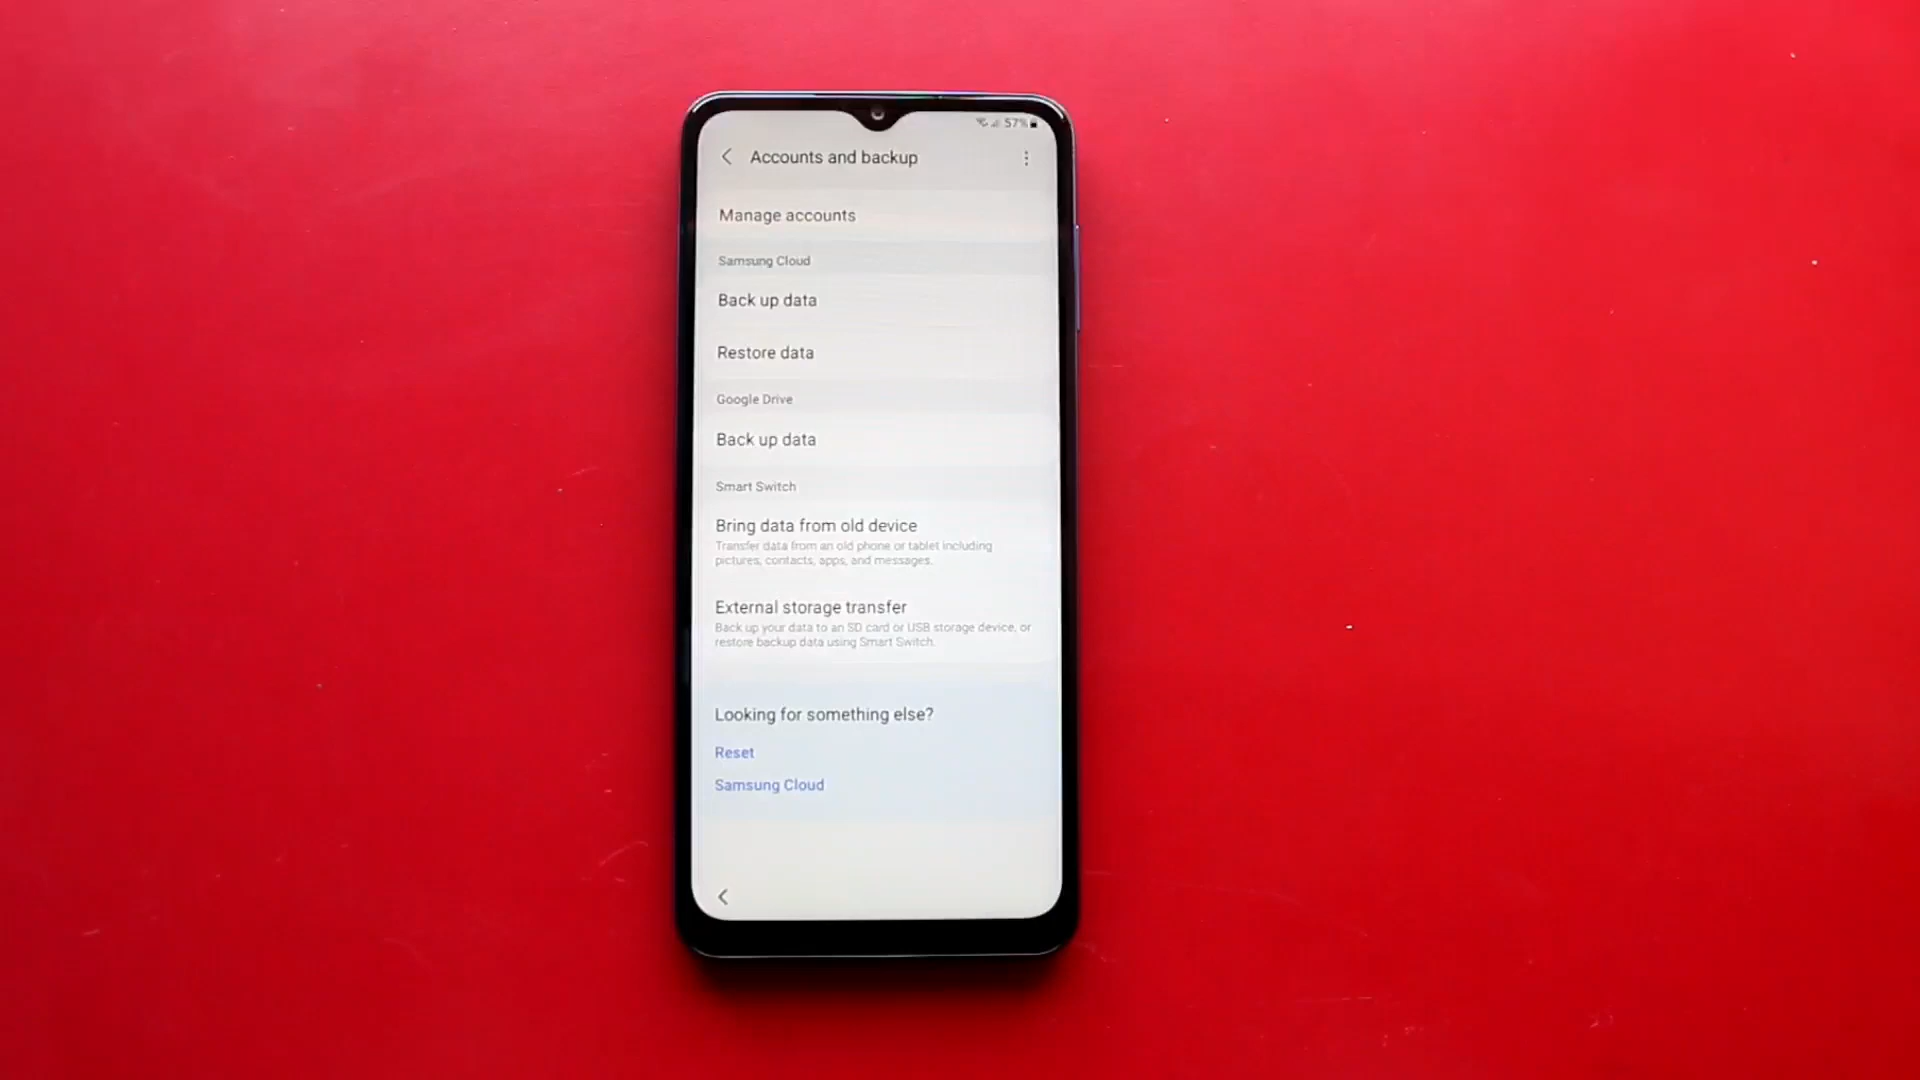 57%
Accounts and backup
Manage accounts
Samsung Cloud
Back up data
Restore data
Google Drive
Back up data
Smart Switch
Bring data from old device
Transfer data from an old phone or tablet including
pictures, contacts, apps, and messages.
External storage transfer
Back up your data to an SD card or USB storage device, or
restore backup data using Smart Switch.
Looking for something else?
Reset
Samsung Cloud